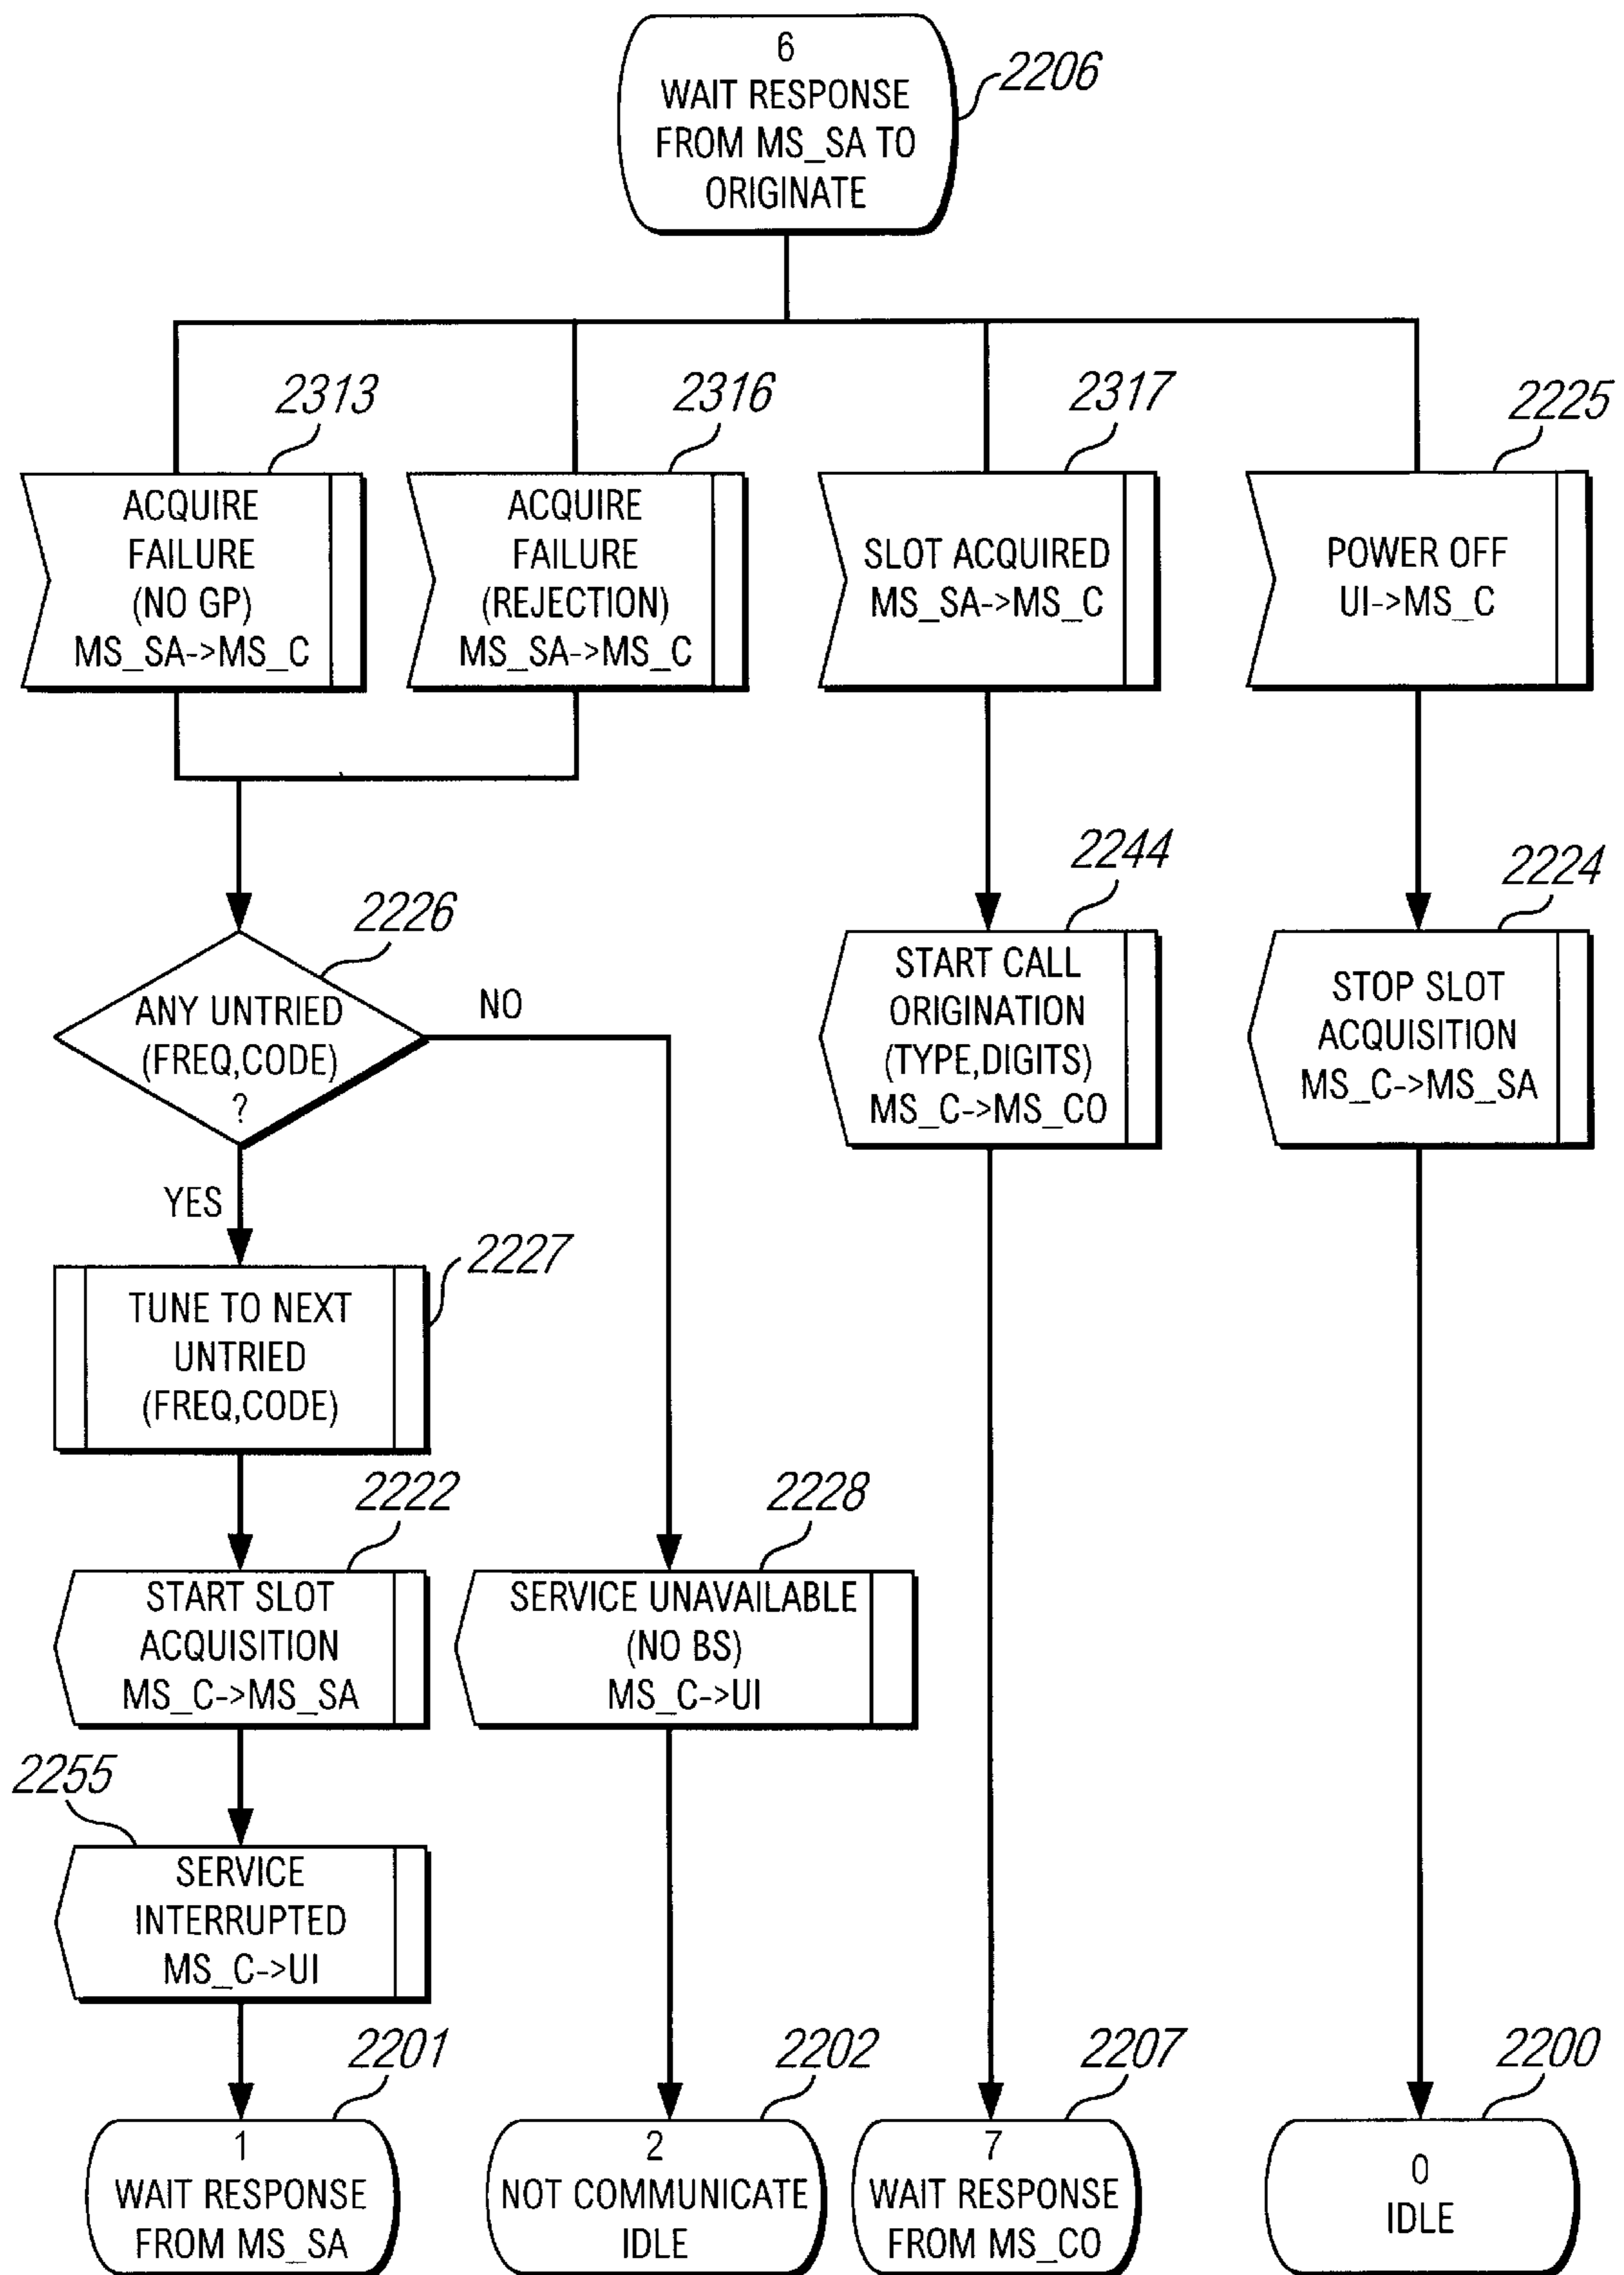 6
WAIT RESPONSE
FROM MS_SA TO
ORIGINATE
2206
2313
2316
2317
2225
ACQUIRE
FAILURE
(NO GP)
MS_SA->MS_C
ACQUIRE
FAILURE
(REJECTION)
MS_SA->MS_C
SLOT ACQUIRED
MS_SA->MS_C
POWER OFF
UI->MS_C
2226
ANY UNTRIED
(FREQ,CODE)
?
NO
YES
2244
START CALL
ORIGINATION
(TYPE,DIGITS)
MS_C->MS_CO
2224
STOP SLOT
ACQUISITION
MS_C->MS_SA
2227
TUNE TO NEXT
UNTRIED
(FREQ,CODE)
2222
START SLOT
ACQUISITION
MS_C->MS_SA
2228
SERVICE UNAVAILABLE
(NO BS)
MS_C->UI
2255
SERVICE
INTERRUPTED
MS_C->UI
2201
1
WAIT RESPONSE
FROM MS_SA
2202
2
NOT COMMUNICATE
IDLE
2207
7
WAIT RESPONSE
FROM MS_CO
2200
0
IDLE